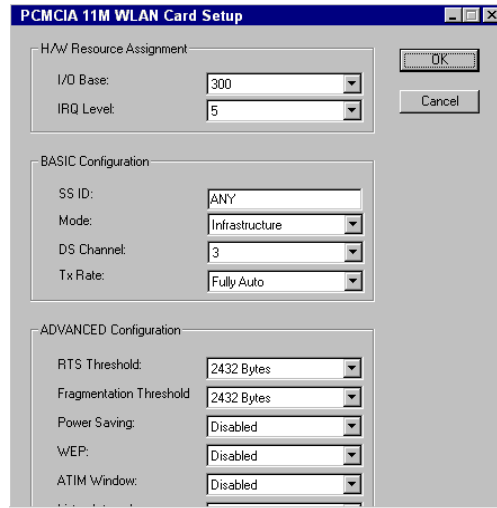 PCMCIA 11M WLAN Card Setup
H/W Resource Assignment
OK
I/O Base: 300
Cancel
IRQ Level: 5
BASIC Configuration
SS ID: ANY
Mode: Infrastructure
DS Channel: 3
Tx Rate: Fully Auto
ADVANCED Configuration
RTS Threshold: 2432 Bytes
Fragmentation Threshold 2432 Bytes
Power Saving: Disabled
WEP: Disabled
ATIM Window: Disabled